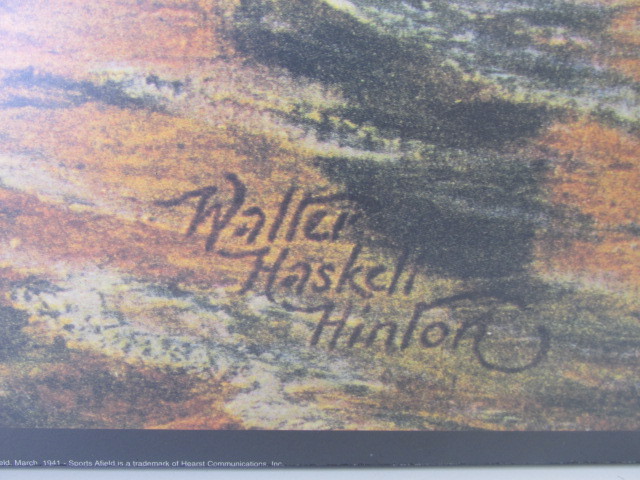 Walter
Haskell
Hinton
March, 1941 - Sports Afield is a trademark of Hearst Communications, Inc.